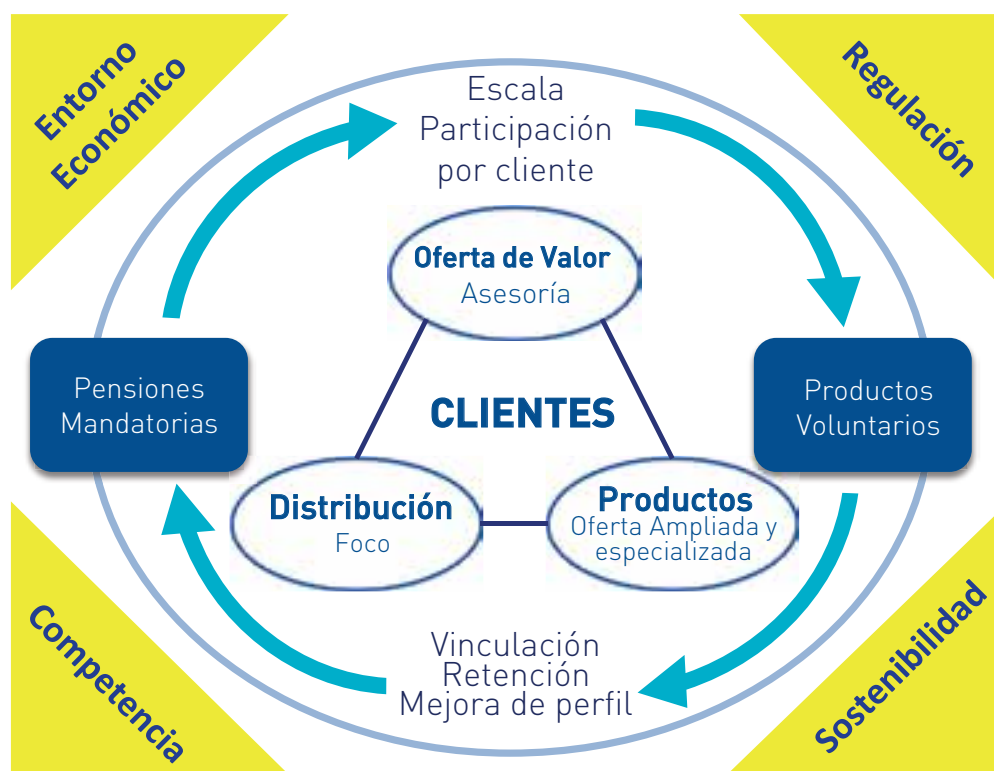 Entorno
Económico
Regulación
Escala
Participación
por cliente
Oferta de Valor
Asesoría
Pensiones
Mandatorias
CLIENTES
Productos
Voluntarios
Distribución
Foco
Productos
Oferta Ampliada y
especializada
Vinculación
Retención
Mejora de perfil
Competencia
Sostenibilidad